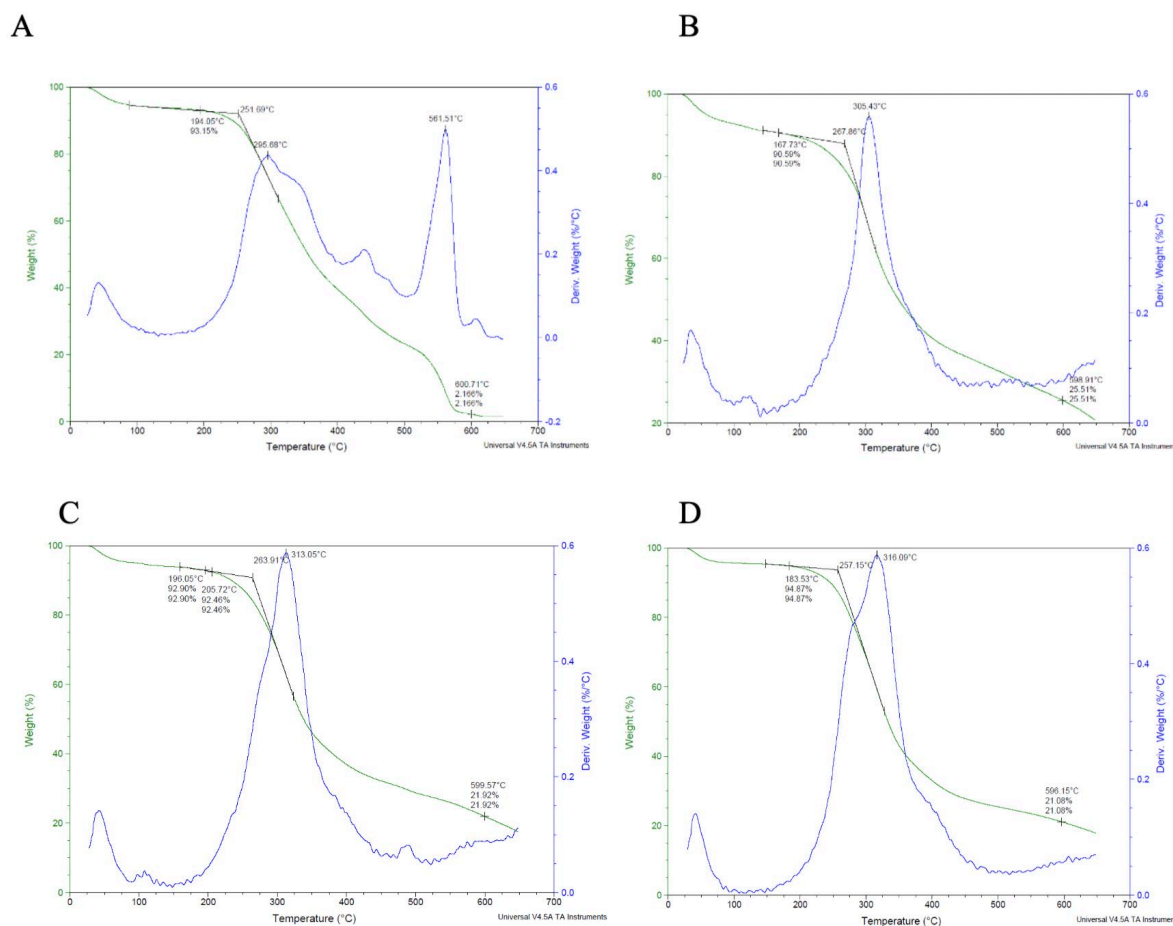 A
100
80
60
40
20
0
Weight (%)
194.05°C
93.15%
251.69°C
295.68°C
561.51°C
600.71°C
2.166%
2.166%
0.6
0.4
0.2
0.0
-0.2
Deriv. Weight (%/°C)
0
100
200
300
400
500
600
700
Temperature (°C)
Universal V4.5A TA Instruments
B
100
80
60
40
20
Weight (%)
167.73°C
90.59%
90.59%
267.86°C
305.43°C
598.91°C
25.51%
25.51%
0.6
0.4
0.2
0.0
Deriv. Weight (%/°C)
0
100
200
300
400
500
600
700
Temperature (°C)
Universal V4.5A TA Instrumen
C
100
80
60
40
20
0
Weight (%)
196.05°C
92.90%
92.90%
205.72°C
92.46%
92.46%
263.91°C
313.05°C
599.57°C
21.92%
21.92%
0.6
0.4
0.2
0.0
Deriv. Weight (%/°C)
0
100
200
300
400
500
600
700
Temperature (°C)
Universal V4.5A TA Instruments
D
100
80
60
40
20
0
Weight (%)
183.53°C
94.87%
94.87%
257.15°C
316.09°C
596.15°C
21.08%
21.08%
0.6
0.4
0.2
0.0
Deriv. Weight (%/°C)
0
100
200
300
400
500
600
700
Temperature (°C)
Universal V4.5A TA Instrumen